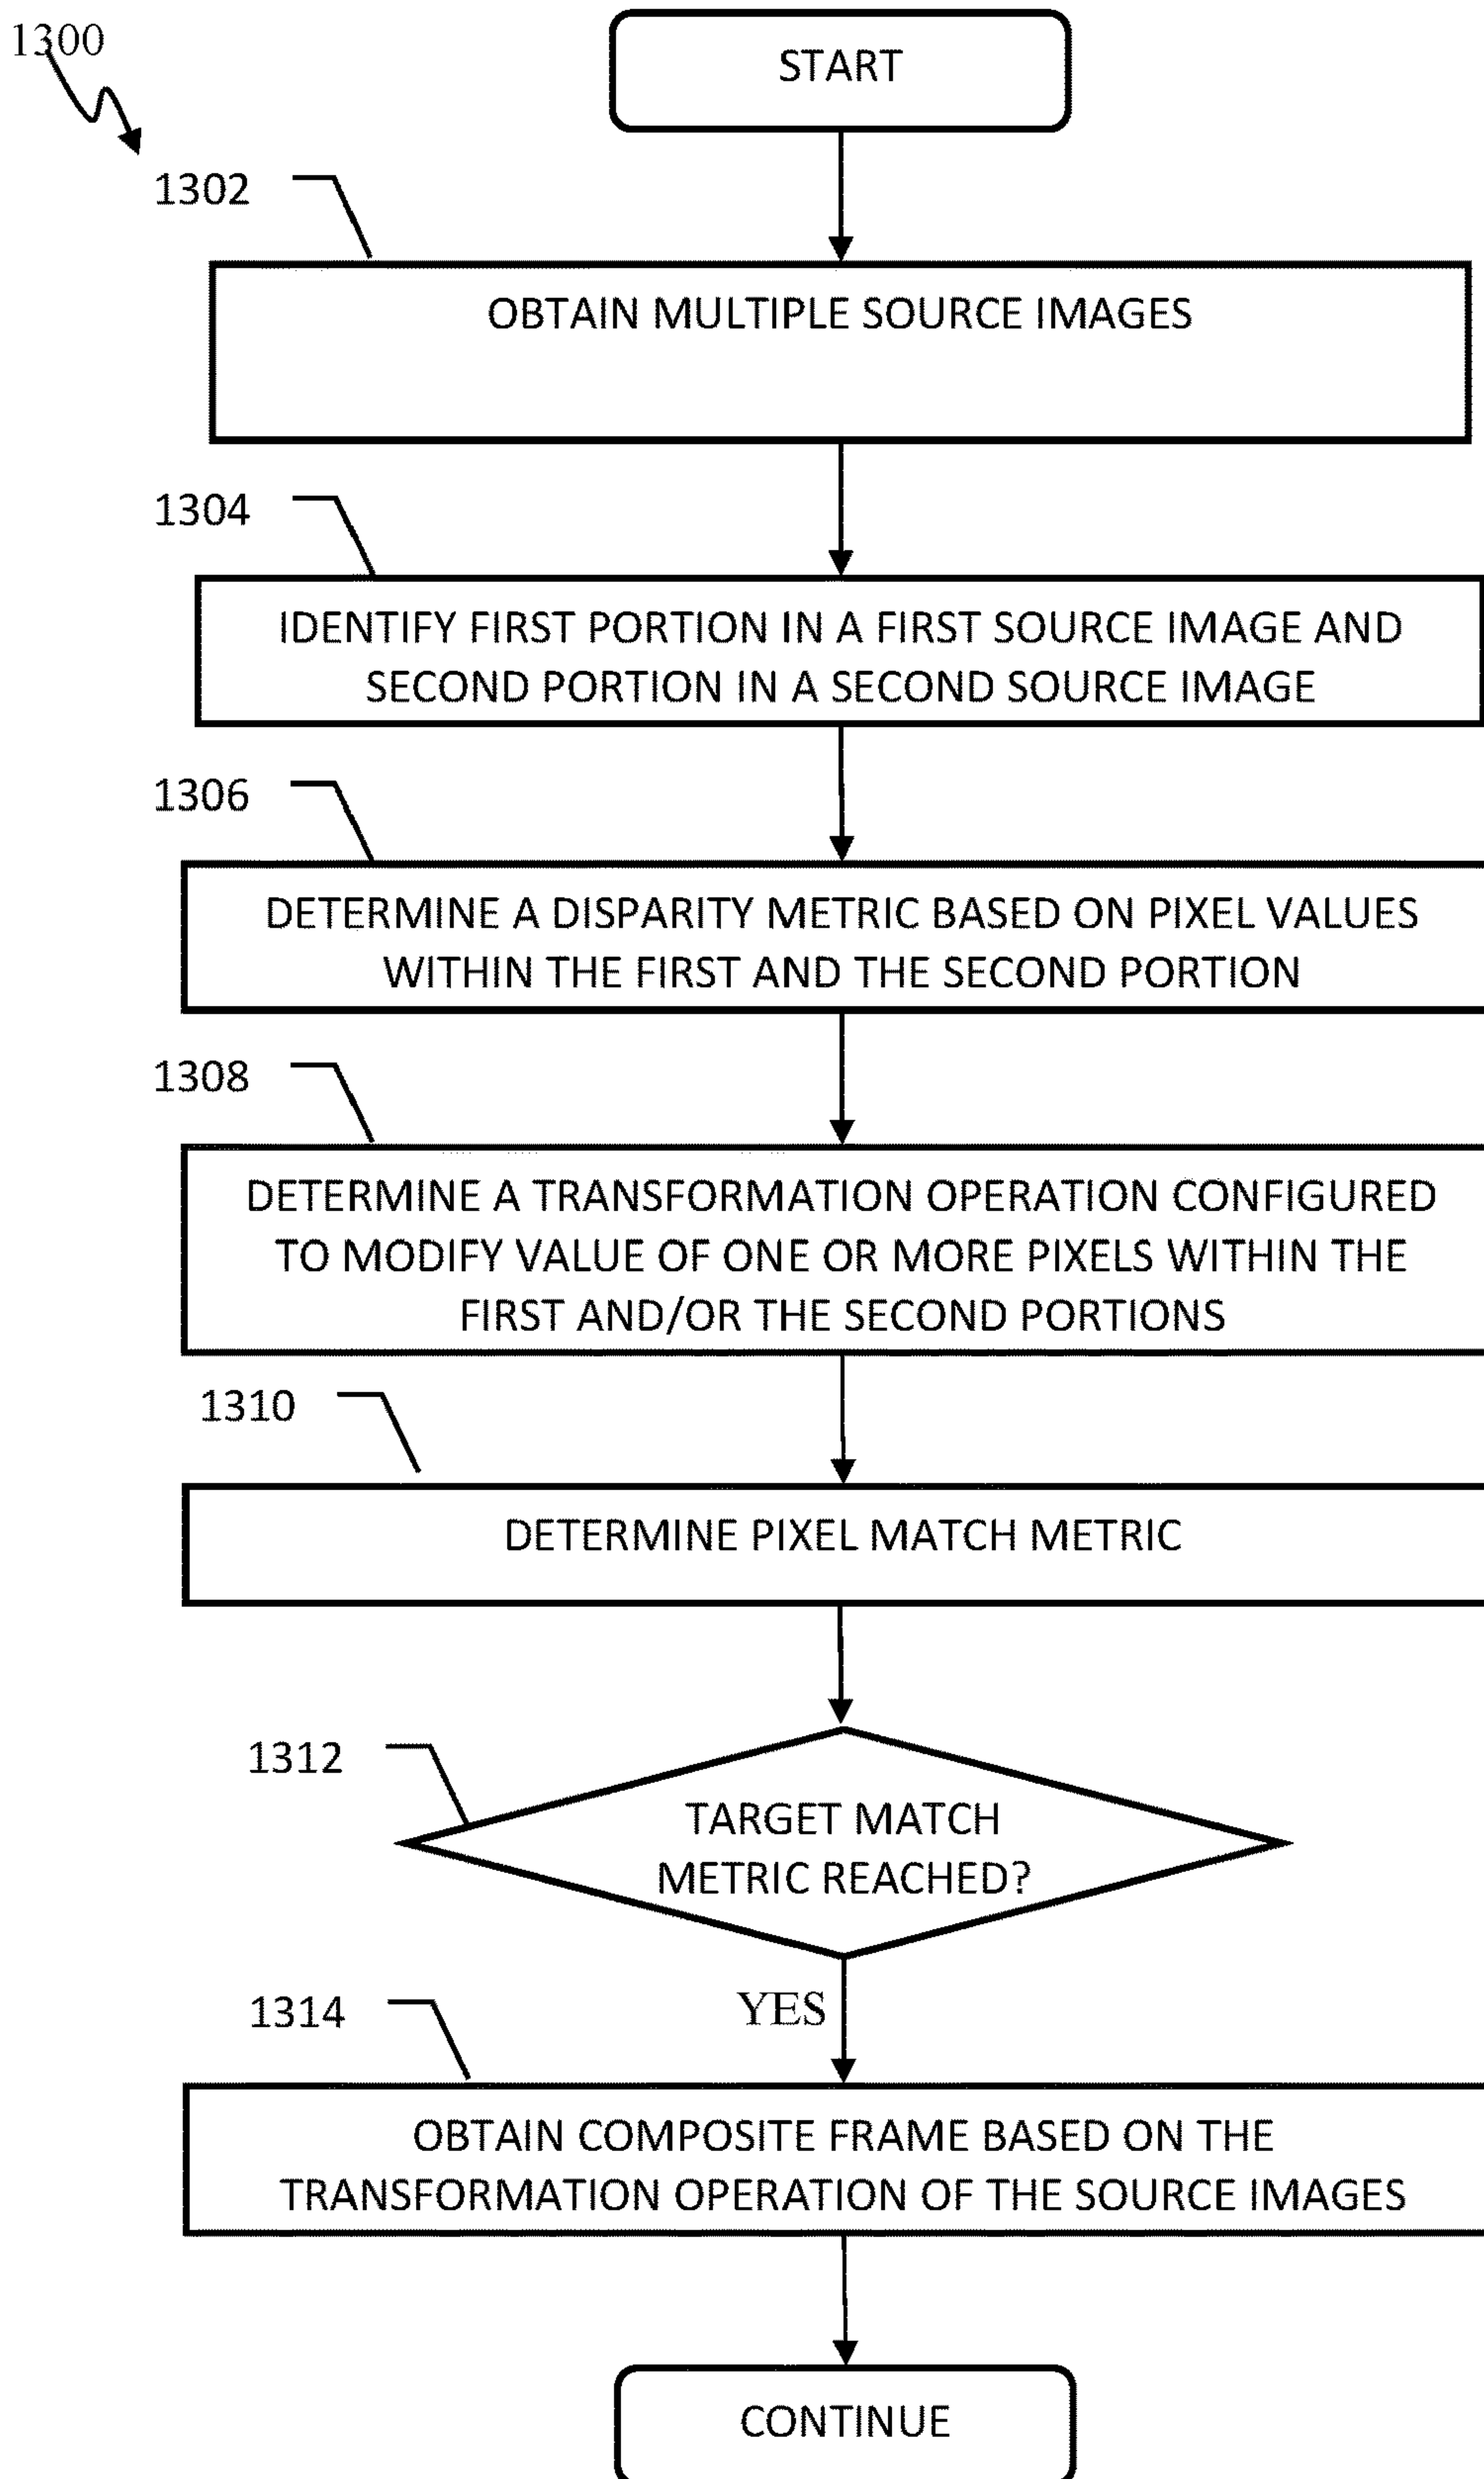 1300
START
1302
OBTAIN MULTIPLE SOURCE IMAGES
1304
IDENTIFY FIRST PORTION IN A FIRST SOURCE IMAGE AND
SECOND PORTION IN A SECOND SOURCE IMAGE
1306
DETERMINE A DISPARITY METRIC BASED ON PIXEL VALUES
WITHIN THE FIRST AND THE SECOND PORTION
1308
DETERMINE A TRANSFORMATION OPERATION CONFIGURED
TO MODIFY VALUE OF ONE OR MORE PIXELS WITHIN THE
FIRST AND/OR THE SECOND PORTIONS
1310
DETERMINE PIXEL MATCH METRIC
1312
TARGET MATCH
METRIC REACHED?
YES
1314
OBTAIN COMPOSITE FRAME BASED ON THE
TRANSFORMATION OPERATION OF THE SOURCE IMAGES
CONTINUE